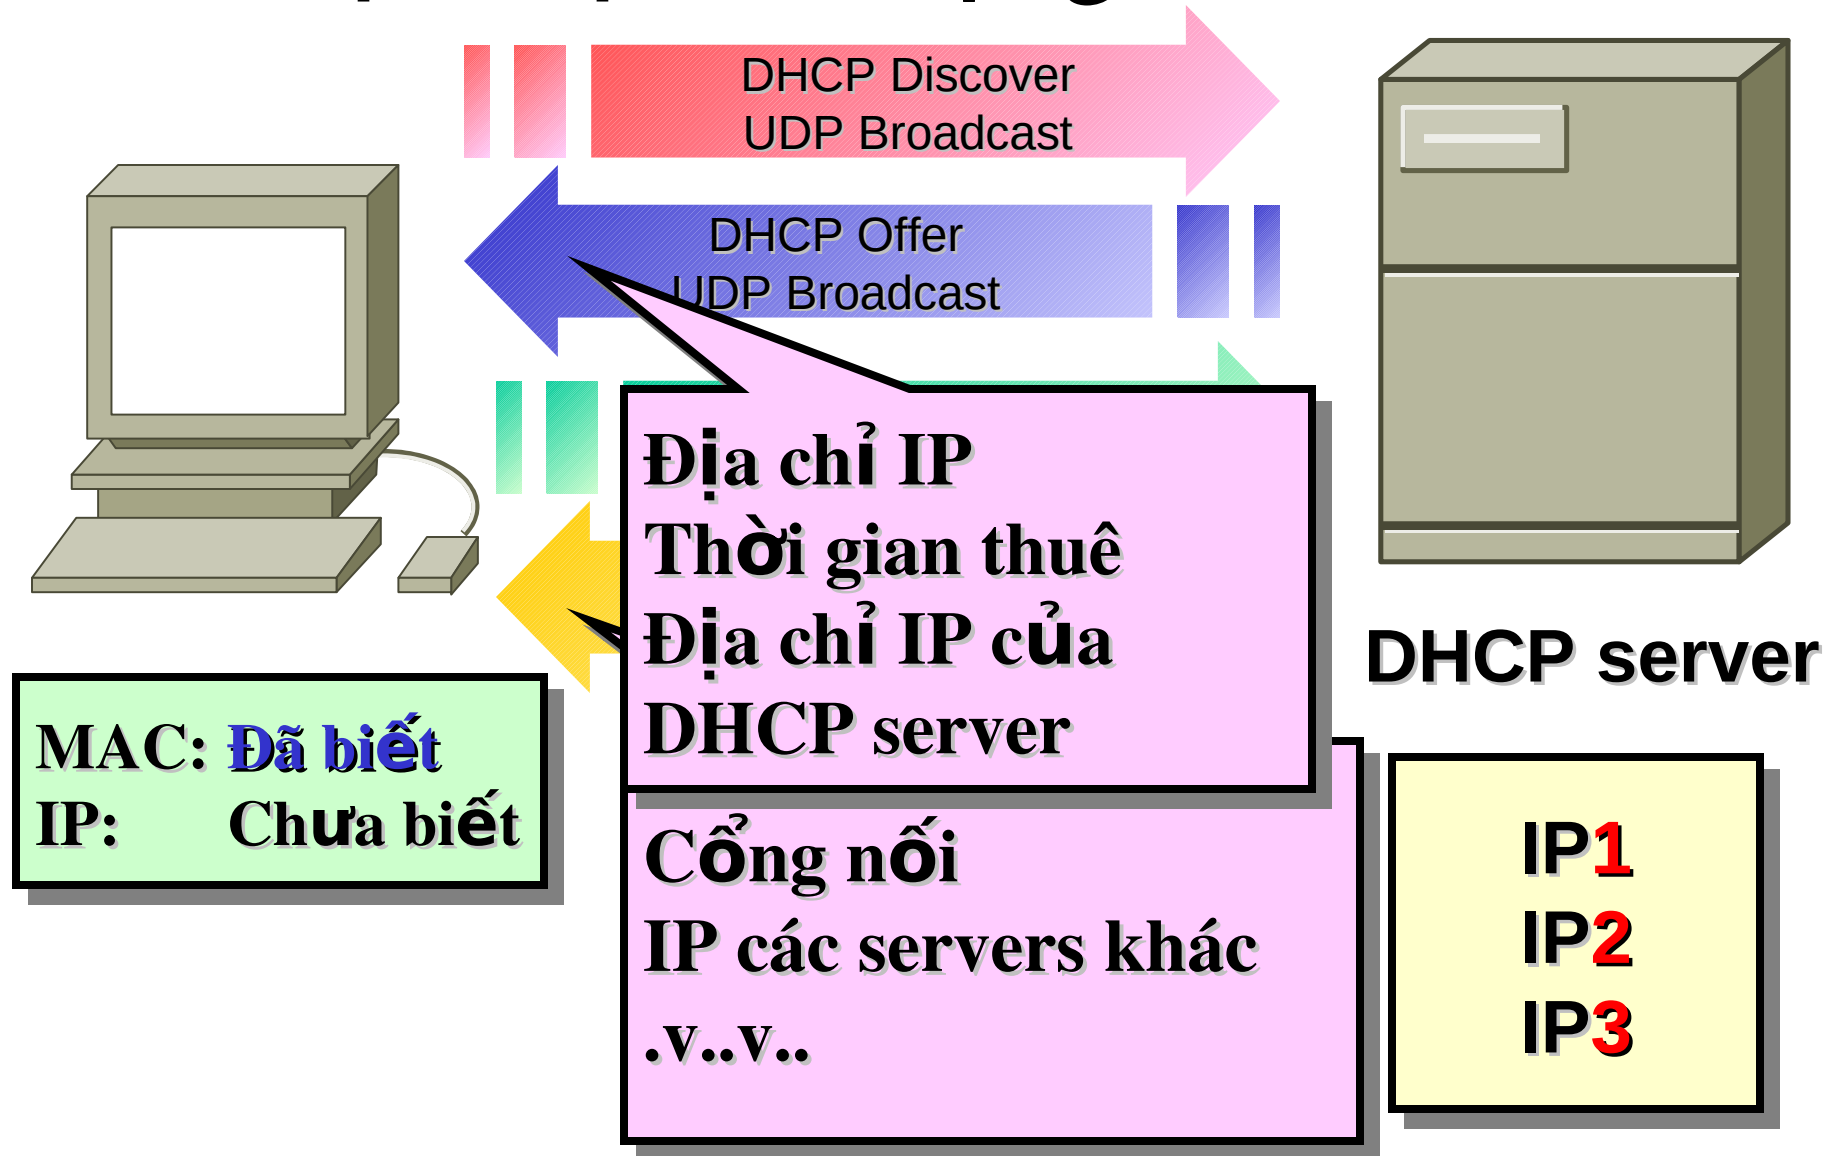 DHCP Discover
UDP Broadcast
DHCP Offer
UDP Broadcast
Địa chỉ IP
Thời gian thuê
Địa chỉ IP của
DHCP server
DHCP server
MAC: Đã biết
IP: Chưa biết
Cổng nối
IP các servers khác
.v..v..
IP1
IP2
IP3